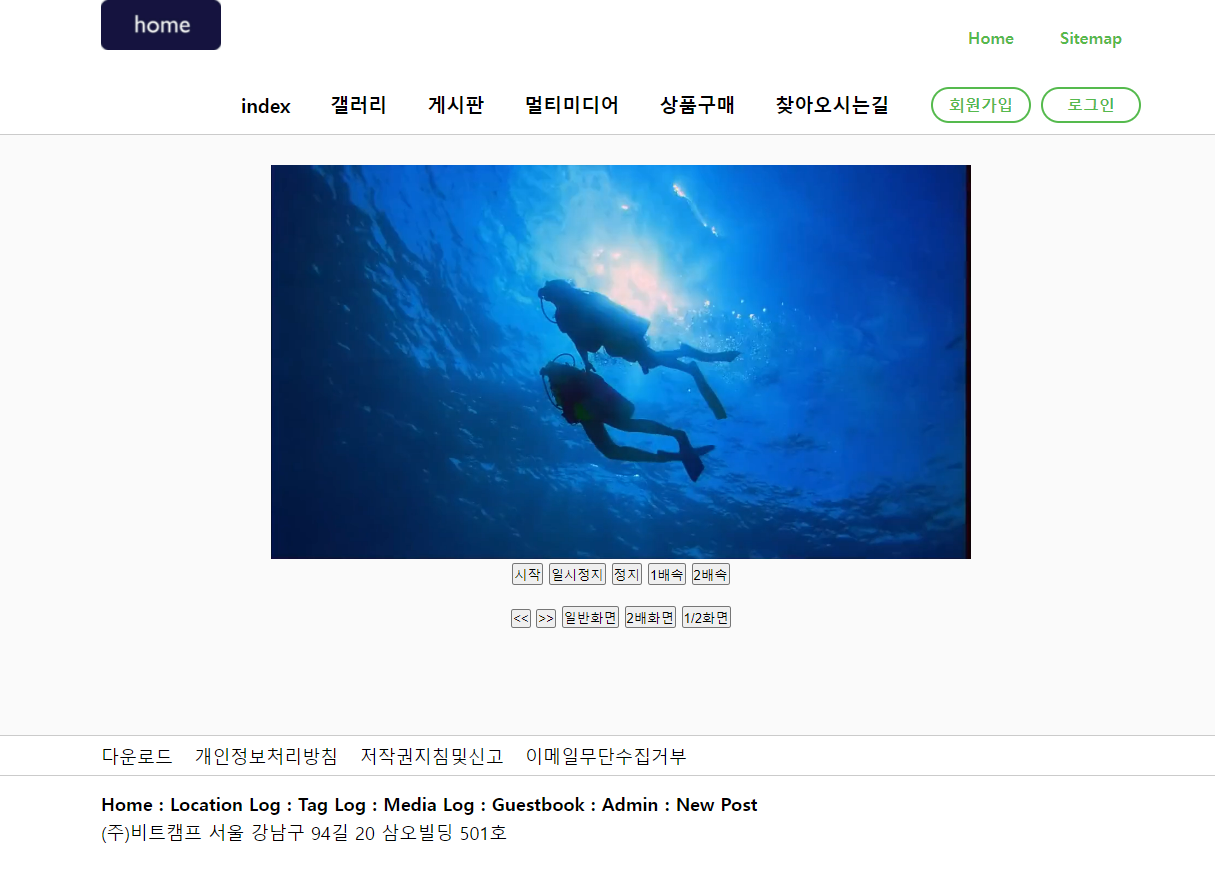 home
Home Sitemap
index 갤러리 게시판 멀티미디어 상품구매 찾아오시는길 회원가입 로그인
시작 일시정지 정지 1배속 2배속
<< >> 일반화면 2배화면 1/2화면
다운로드 개인정보처리방침 저작권지침및신고 이메일무단수집거부
Home : Location Log : Tag Log : Media Log : Guestbook : Admin : New Post
(주)비트캠프 서울 강남구 94길 20 삼오빌딩 501호